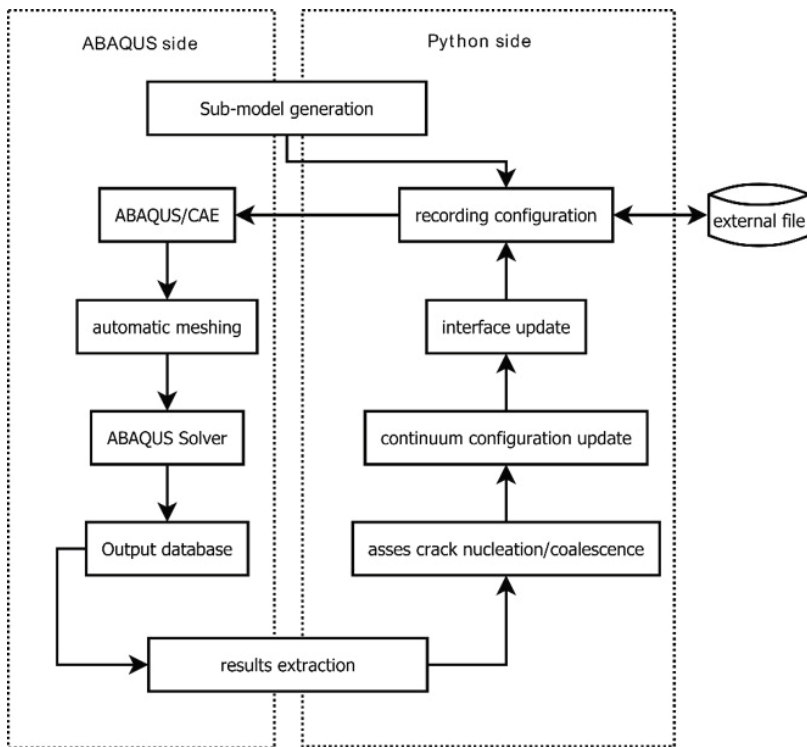 ABAQUS side
Python side
Sub-model generation
ABAQUS/CAE
recording configuration
external file
automatic meshing
interface update
ABAQUS Solver
continuum configuration update
Output database
asses crack nucleation/coalescence
results extraction